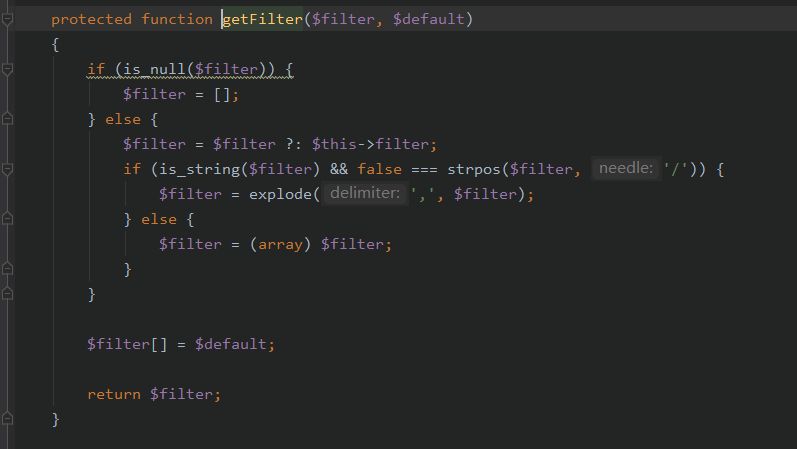 protected function getFilter($filter, $default)
{
if (is_null($filter)) {
$filter = [];
} else {
$filter = $filter ?: $this->filter;
if (is_string($filter) && false === strpos($filter, needle: '/')) {
$filter = explode( delimiter: ',', $filter);
} else {
$filter = (array) $filter;
}
}
$filter[] = $default;
return $filter;
}